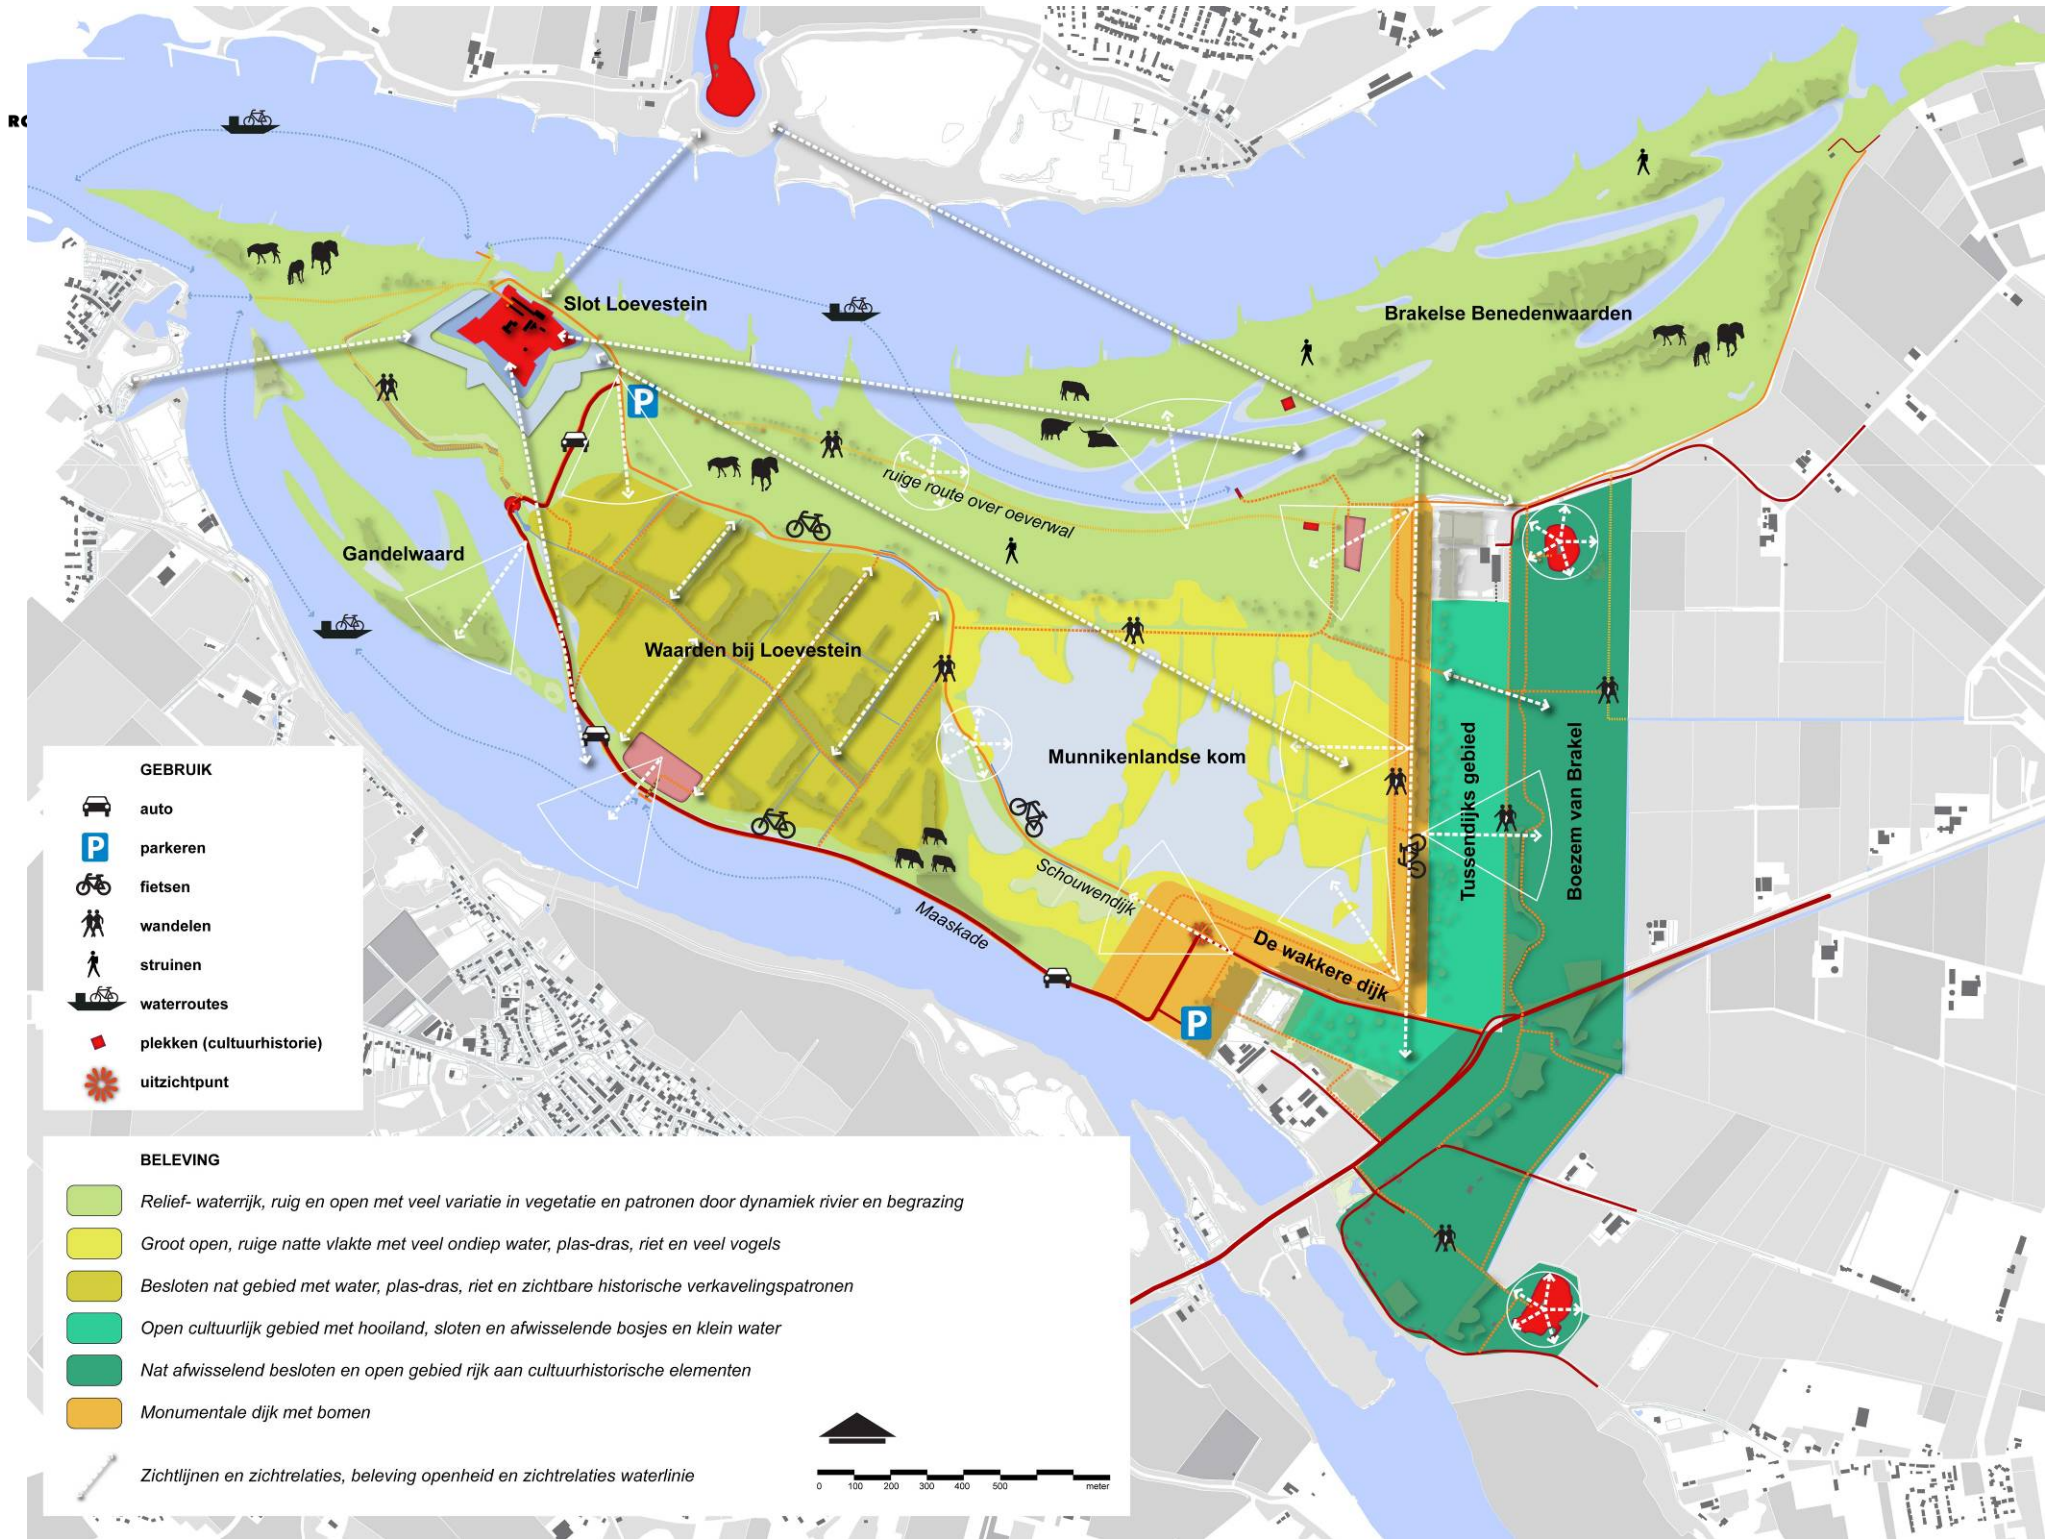 Slot Loevestein
Brakelse Benedenwaarden
P
ruige route over oeverwal
Gandelwaard
Waarden bij Loevestein
Munnikenlandse kom
Tussendijks gebied
Boezem van Brakel
Schouwendijk
Maaskade
De wakkere dijk
P
GEBRUIK
auto
P parkeren
fietsen
wandelen
struinen
waterroutes
plekken (cultuurhistorie)
uitzichtpunt
BELEVING
Relief- waterrijk, ruig en open met veel variatie in vegetatie en patronen door dynamiek rivier en begrazing
Groot open, ruige natte vlakte met veel ondiep water, plas-dras, riet en veel vogels
Besloten nat gebied met water, plas-dras, riet en zichtbare historische verkavelingspatronen
Open cultuurlijk gebied met hooiland, sloten en afwisselende bosjes en klein water
Nat afwisselend besloten en open gebied rijk aan cultuurhistorische elementen
Monumentale dijk met bomen
Zichtlijnen en zichtrelaties, beleving openheid en zichtrelaties waterlinie
0 100 200 300 400 500 meter